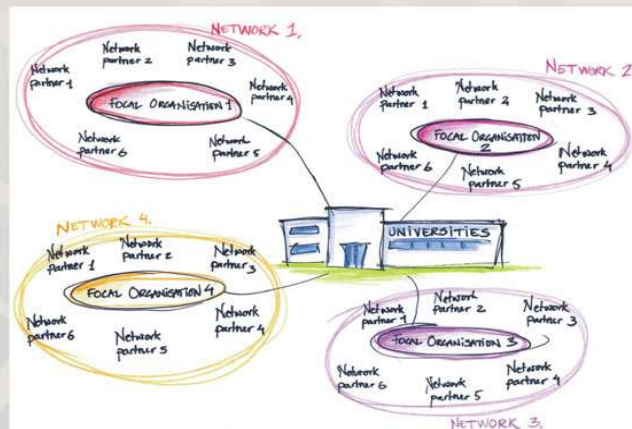 NETWORK 1.
Network
partner 1
Network
partner 2
Network
partner 3
Network
partner 4
FOCAL ORGANISATION 1
Network
partner 6
Network
partner 5
NETWORK 2
Network
partner 1
Network
partner 2
Network
partner 3
FOCAL ORGANISATION
2
Network
partner 6
Network
partner 5
Network
partner 4
UNIVERSITIES
NETWORK 4.
Network
partner 1
Network
partner 2
Network
partner 3
FOCAL ORGANISATION 4
Network
partner 6
Network
partner 5
Network
partner 4
Network
partner 1
Network
partner 2
Network
partner 3
FOCAL ORGANISATION 3
Network
partner 6
Network
partner 5
Network
partner 4
NETWORK 3.